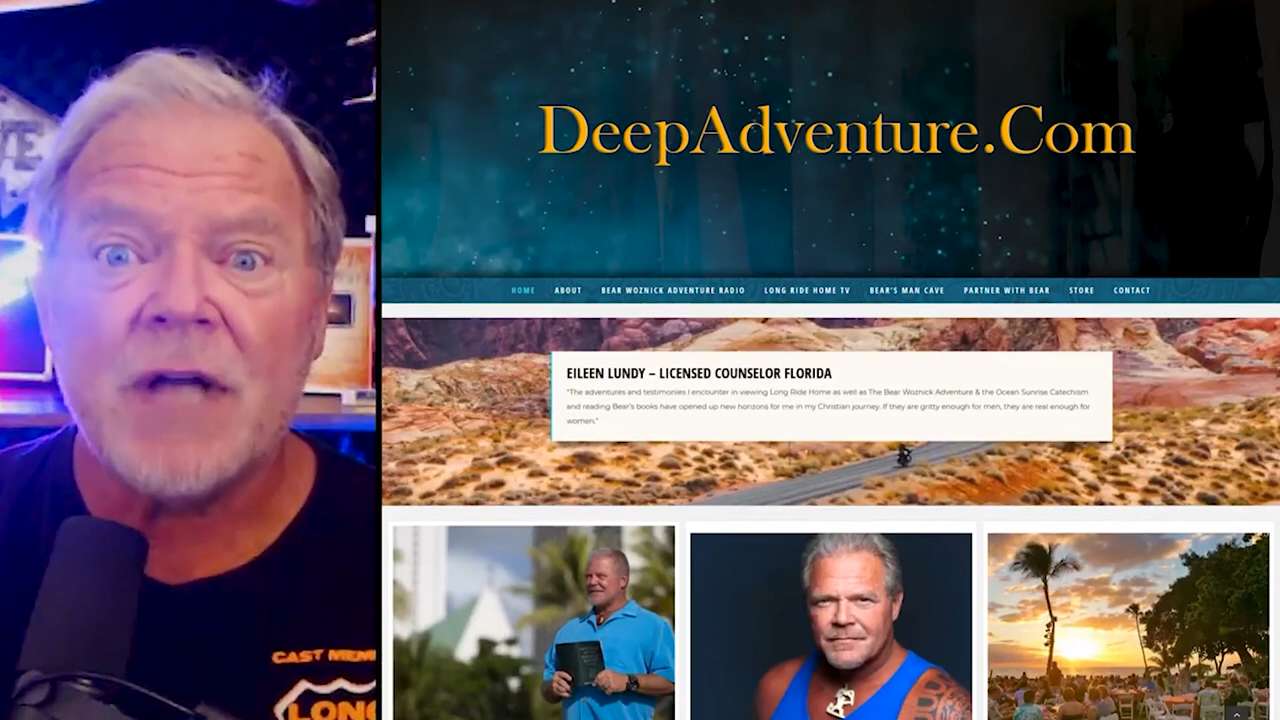 DeepAdventure.Com
HOME ABOUT BEAR WOZNICK ADVENTURE RADIO LONG RIDE HOME TV BEAR'S MAN CAVE PARTNER WITH BEAR STORE CONTACT
EILEEN LUNDY – LICENSED COUNSELOR FLORIDA
"The adventures and testimonies I encounter in viewing Long Ride Home as well as The Bear Woznick Adventure & the Ocean Sunrise Catechism
and reading Bear's books have opened up new horizons for me in my Christian journey. If they are gritty enough for men, they are real enough for
women."
CAST MEM
LONG